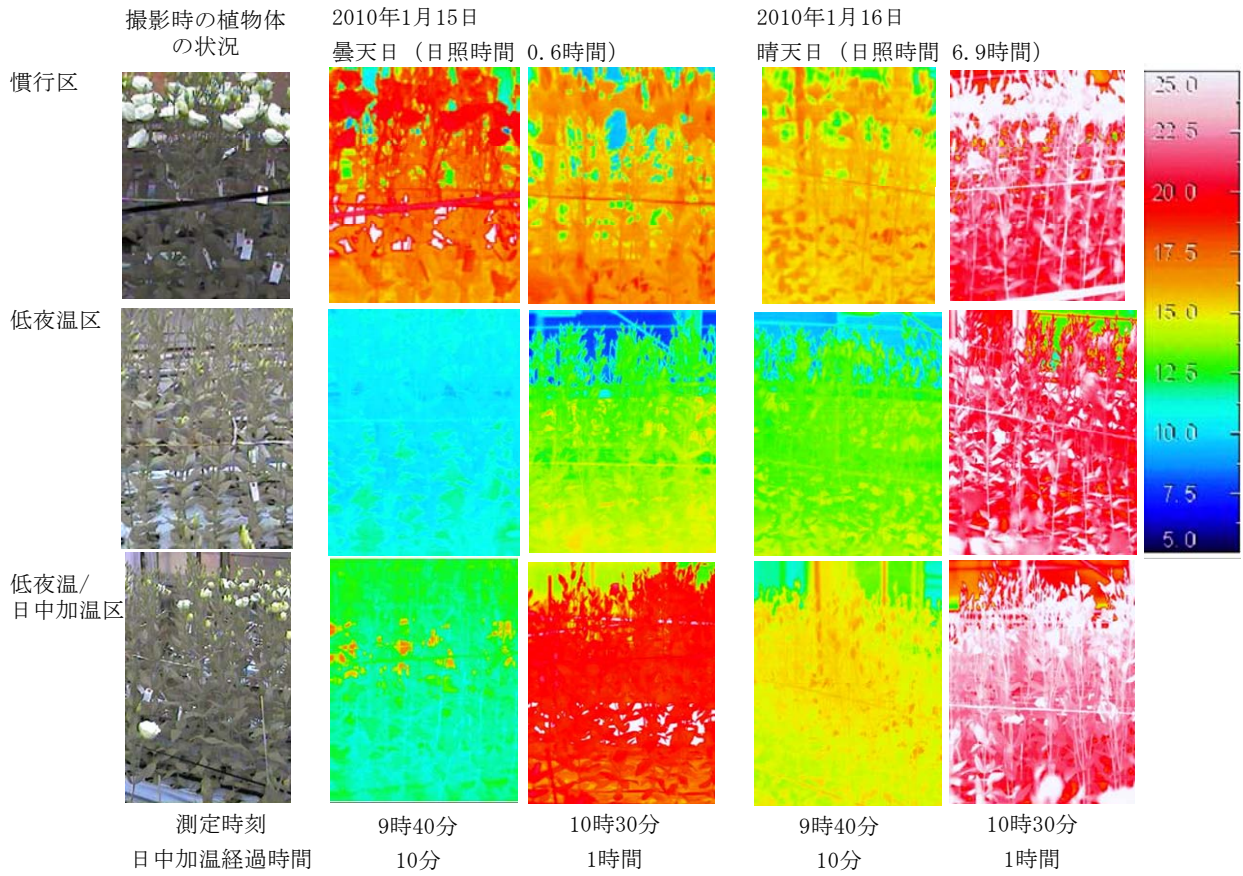 撮影時の植物体
の状況
2010年1月15日
曇天日（日照時間 0.6時間）
2010年1月16日
晴天日（日照時間 6.9時間）
慣行区
低夜温区
低夜温/
日中加温区
25.0
22.5
20.0
17.5
15.0
12.5
10.0
7.5
5.0
測定時刻
9時40分
10時30分
9時40分
10時30分
日中加温経過時間
10分
1時間
10分
1時間